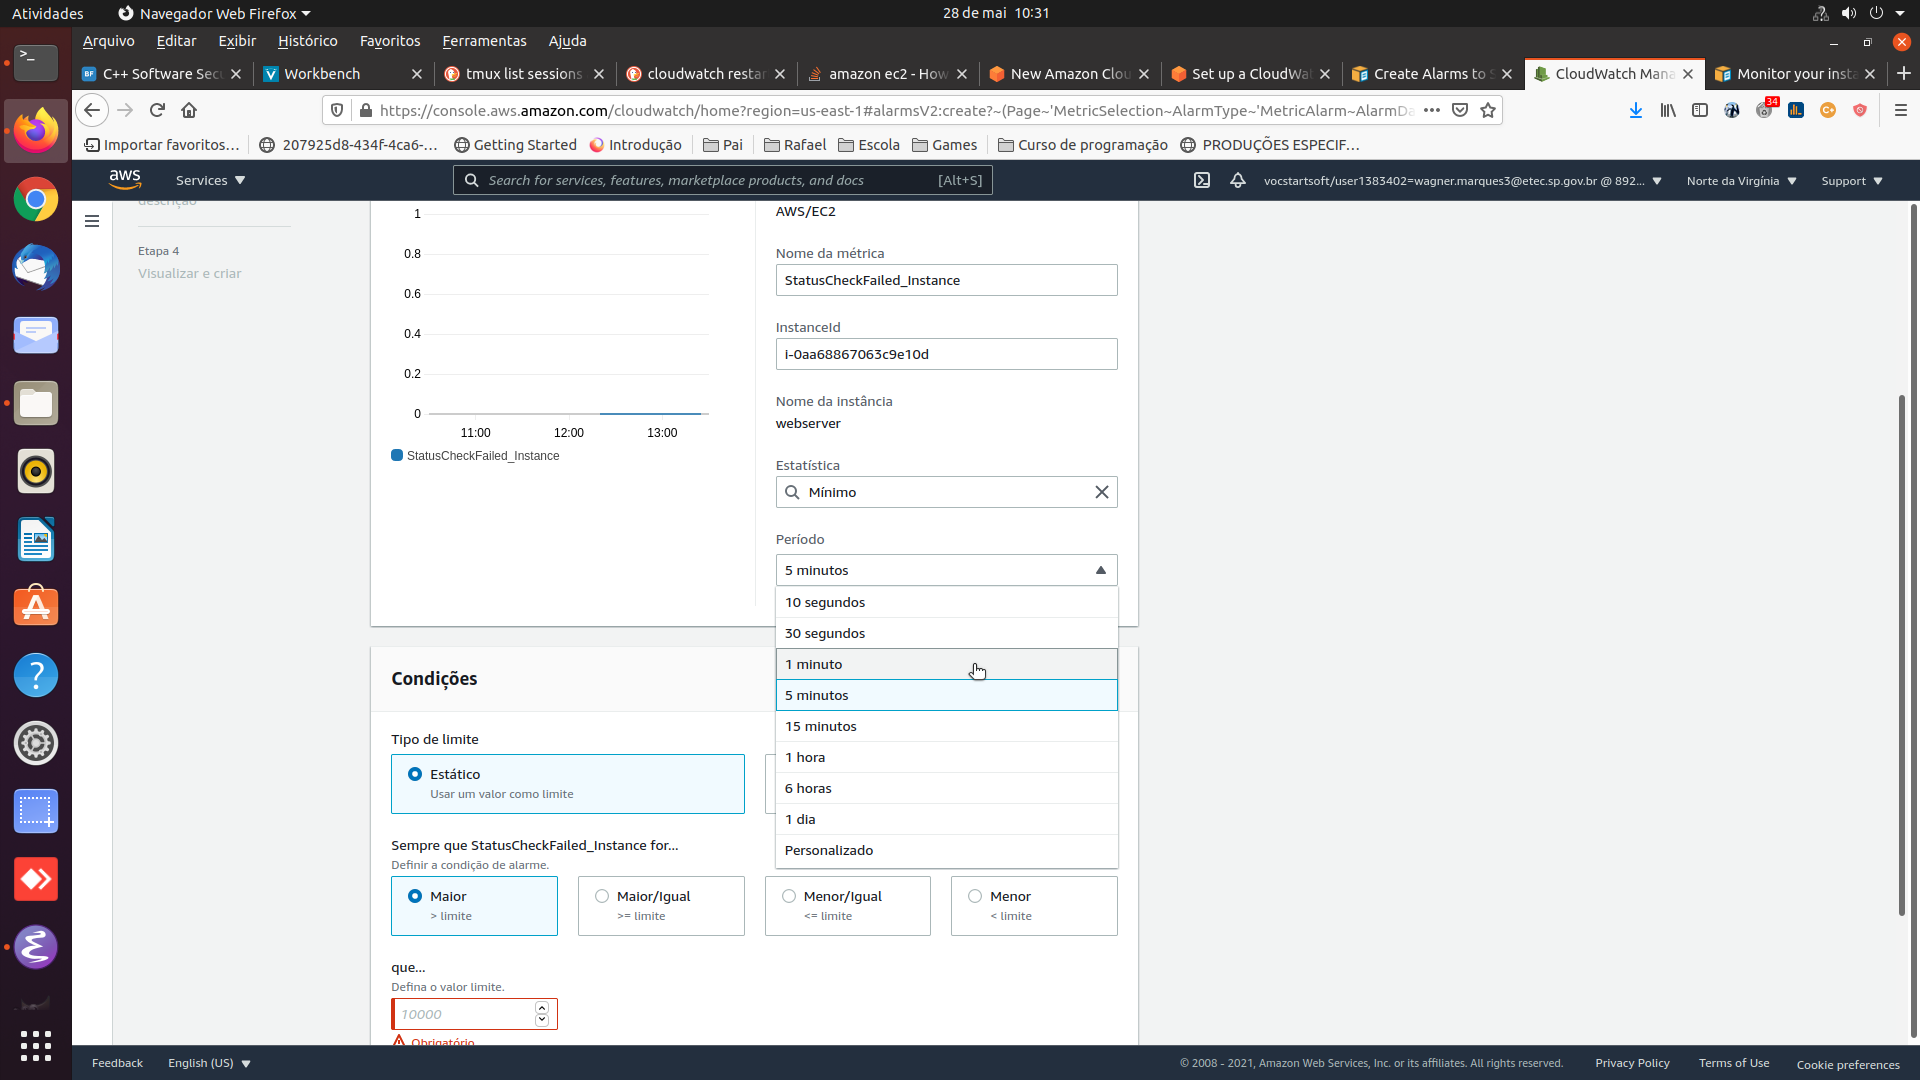 Atividades
Navegador Web Firefox
28 de mai 10:31
Arquivo
Editar
Exibir
Histórico
Favoritos
Ferramentas
Ajuda
C++ Software Sec
Workbench
tmux list sessions
cloudwatch restar
amazon ec2 - How
New Amazon Clou
Set up a CloudWat
Create Alarms to S
CloudWatch Mana
Monitor your insta
https://console.aws.amazon.com/cloudwatch/home?region=us-east-1#alarmsV2:create?~(Page~'MetricSelection~AlarmType~'MetricAlarm~AlarmDa
34
Importar favoritos...
207925d8-434f-4ca6-...
Getting Started
Introdução
Pai
Rafael
Escola
Games
Curso de programação
PRODUÇÕES ESPECIF...
aws
Services
Search for services, features, marketplace products, and docs
[Alt+S]
vocstartsoft/user1383402=wagner.marques3@etec.sp.gov.br @ 892...
Norte da Virgínia
Support
descrição
Etapa 4
Visualizar e criar
1
0.8
0.6
0.4
0.2
0
11:00
12:00
13:00
StatusCheckFailed_Instance
AWS/EC2
Nome da métrica
StatusCheckFailed_Instance
InstanceId
i-0aa68867063c9e10d
Nome da instância
webserver
Estatística
Mínimo
Período
5 minutos
10 segundos
30 segundos
1 minuto
5 minutos
15 minutos
1 hora
6 horas
1 dia
Personalizado
Condições
Tipo de limite
Estático
Usar um valor como limite
Sempre que StatusCheckFailed_Instance for...
Definir a condição de alarme.
Maior
> limite
Maior/Igual
>= limite
Menor/Igual
<= limite
Menor
< limite
que...
Defina o valor limite.
10000
Obrigatório
Feedback
English (US)
© 2008 - 2021, Amazon Web Services, Inc. or its affiliates. All rights reserved.
Privacy Policy
Terms of Use
Cookie preferences